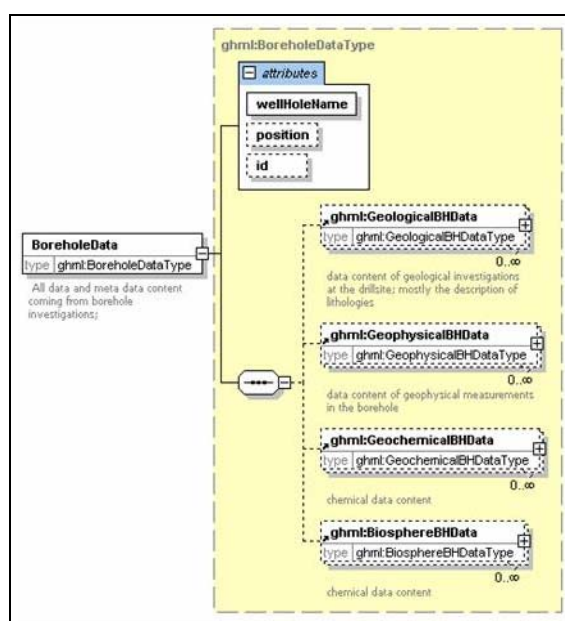 ghml:BoreholeDataType
attributes
wellHoleName
position
id
BoreholeData
type ghml:BoreholeDataType
All data and meta data content
coming from borehole
investigations;
ghml:GeologicalBHData
type ghml:GeologicalBHDataType
0..∞
data content of geological investigations
at the drillsite; mostly the description of
lithologies
ghml:GeophysicalBHData
type ghml:GeophysicalBHDataType
0..∞
data content of geophysical measurements
in the borehole
ghml:GeochemicalBHData
type ghml:GeochemicalBHDataType
0..∞
chemical data content
ghml:BiosphereBHData
type ghml:BiosphereBHDataType
0..∞
chemical data content